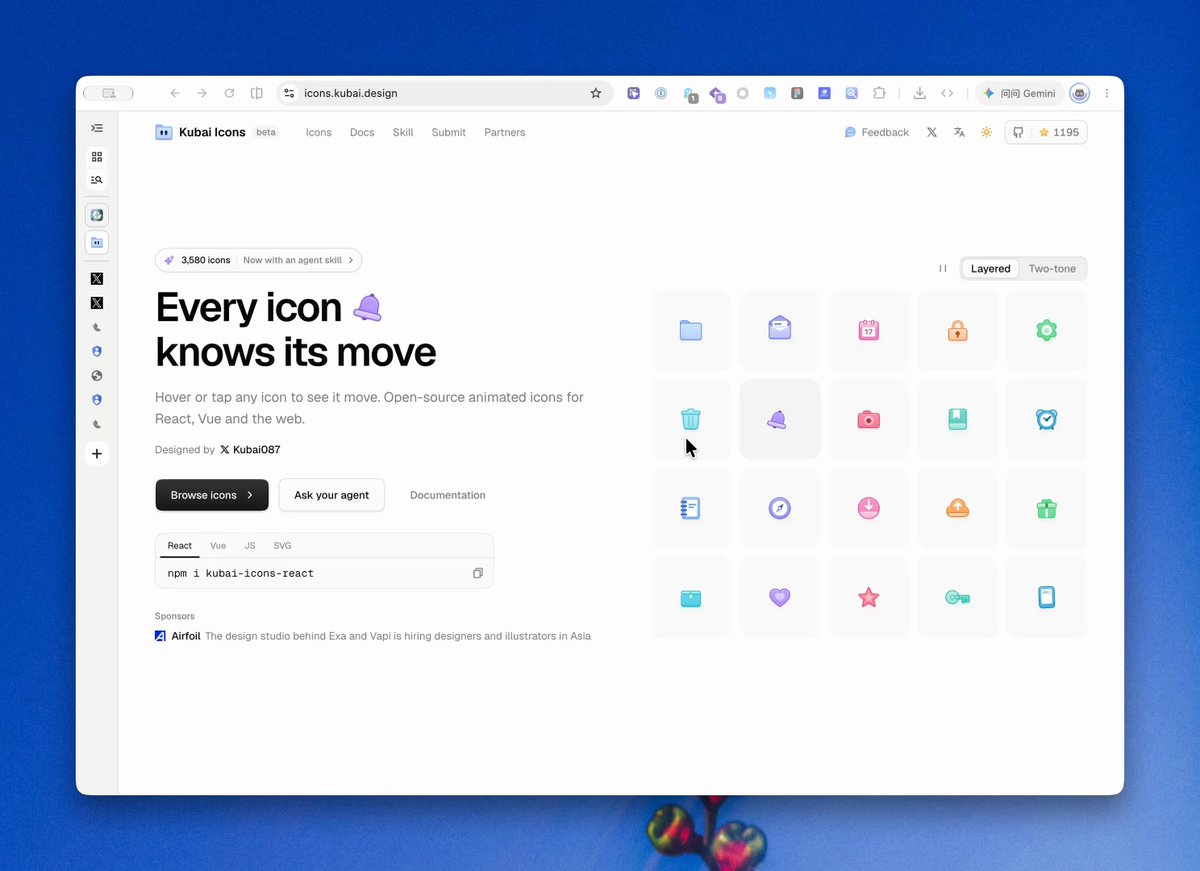 icons.kubai.design
1
9
问问 Gemini
Kubai Icons beta
Icons Docs Skill Submit Partners
Feedback
1195
3,580 icons Now with an agent skill
Layered Two-tone
Every icon
knows its move
Hover or tap any icon to see it move. Open-source animated icons for
React, Vue and the web.
Designed by 𝕏 Kubai087
Browse icons
Ask your agent
Documentation
React Vue JS SVG
npm i kubai-icons-react
Sponsors
Airfoil The design studio behind Exa and Vapi is hiring designers and illustrators in Asia
17